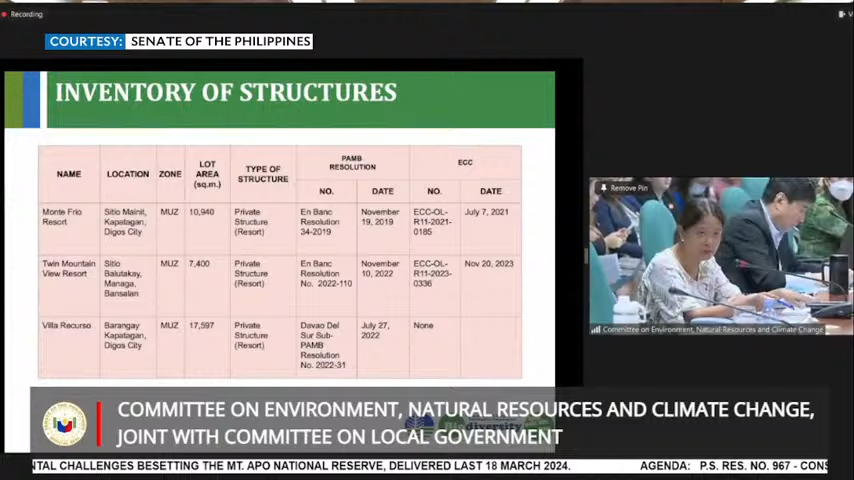 Recording
COURTESY: SENATE OF THE PHILIPPINES
INVENTORY OF STRUCTURES
NAME LOCATION ZONE LOT AREA (sq.m.) TYPE OF STRUCTURE PAMB RESOLUTION ECC
NO. DATE NO. DATE
Monte Frio Resort Sitio Mainit, Kapatagan, Digos City MUZ 10,940 Private Structure (Resort) En Banc Resolution 34-2019 November 19, 2019 ECC-OL-R11-2021-0185 July 7, 2021
Twin Mountain View Resort Sitio Balutakay, Managa, Bansalan MUZ 7,400 Private Structure (Resort) En Banc Resolution No. 2022-110 November 10, 2022 ECC-OL-R11-2023-0336 Nov 20, 2023
Villa Recurso Barangay Kapatagan, Digos City MUZ 17,597 Private Structure (Resort) Davao Del Sur Sub-PAMB Resolution No. 2022-31 July 27, 2022 None
Remove Pin
Committee on Environment, Natural Resources and Climate Change
COMMITTEE ON ENVIRONMENT, NATURAL RESOURCES AND CLIMATE CHANGE,
JOINT WITH COMMITTEE ON LOCAL GOVERNMENT
NTAL CHALLENGES BESETTING THE MT. APO NATIONAL RESERVE, DELIVERED LAST 18 MARCH 2024. AGENDA: P.S. RES. NO. 967 - CONS